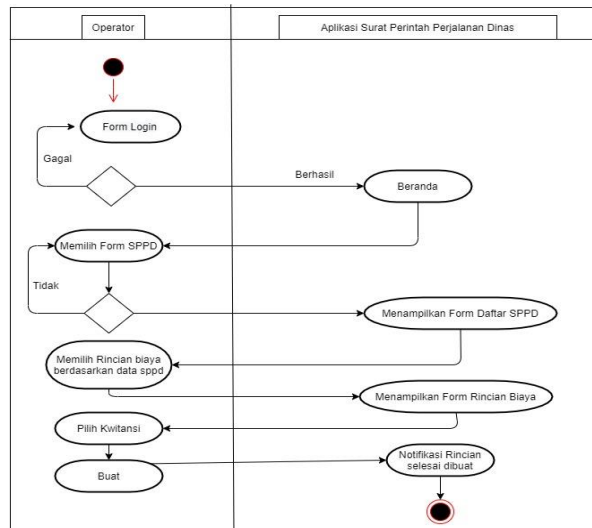 Operator
Aplikasi Surat Perintah Perjalanan Dinas
Form Login
Gagal
Berhasil
Beranda
Memilih Form SPPD
Tidak
Menampilkan Form Daftar SPPD
Memilih Rincian biaya
berdasarkan data sppd
Menampilkan Form Rincian Biaya
Pilih Kwitansi
Notifikasi Rincian
selesai dibuat
Buat